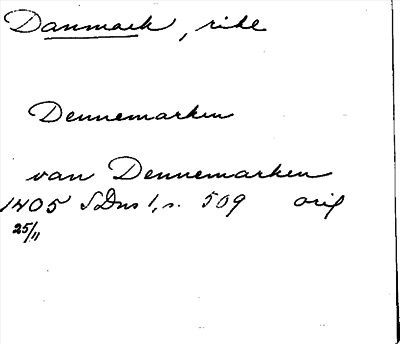 Danmark, rike
Dennemarken
van Dennemarken
1405 SDns 1, s. 509 orig
25/11